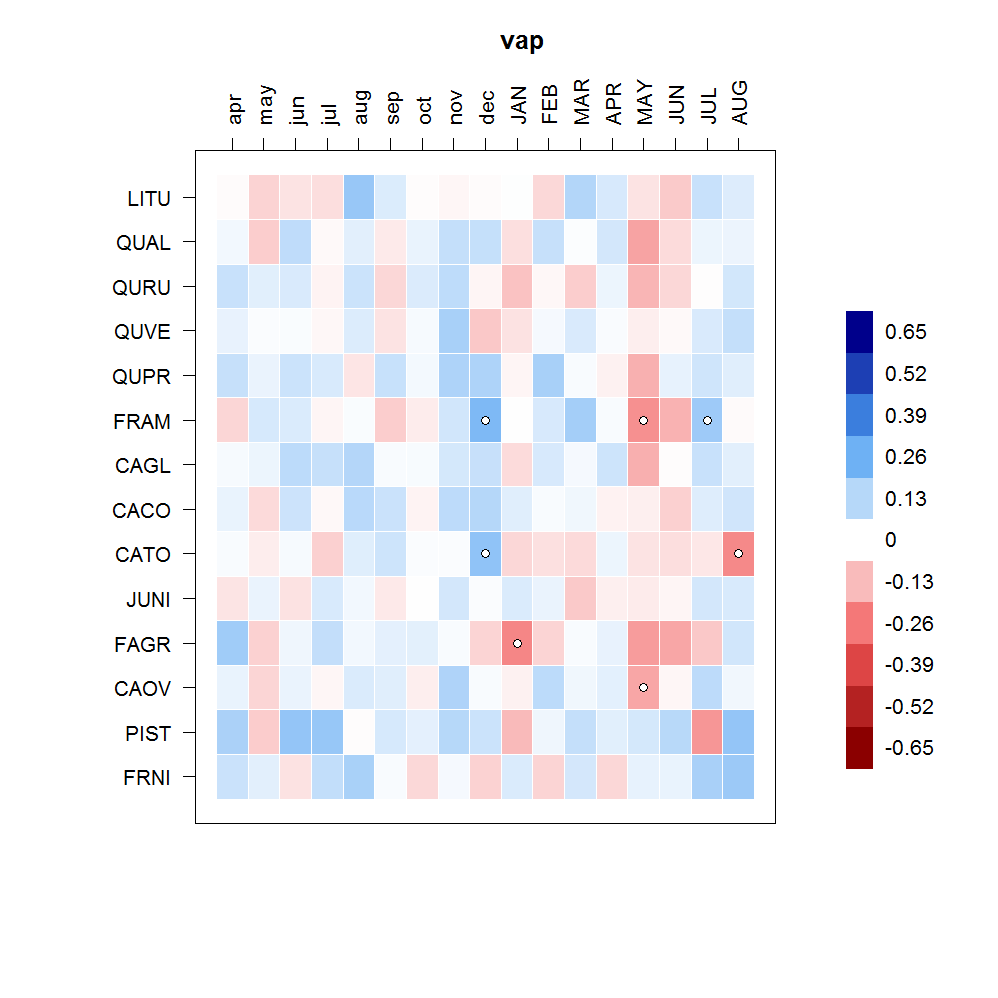 vap
apr may jun jul aug sep oct nov dec JAN FEB MAR APR MAY JUN JUL AUG
LITU
QUAL
QURU
QUVE
QUPR
FRAM
CAGL
CACO
CATO
JUNI
FAGR
CAOV
PIST
FRNI
0.65
0.52
0.39
0.26
0.13
0
-0.13
-0.26
-0.39
-0.52
-0.65